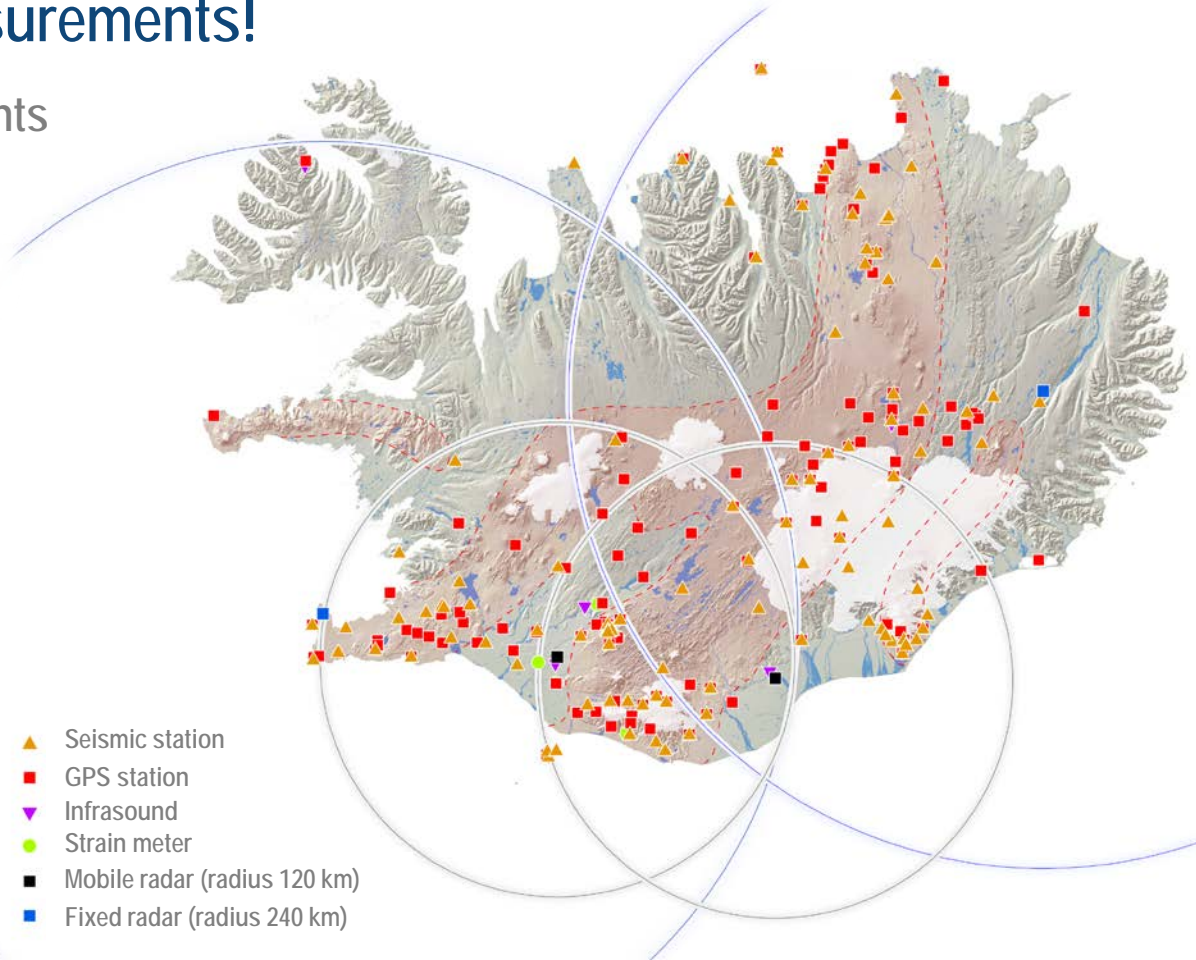 surements!
nts
Seismic station
GPS station
Infrasound
Strain meter
Mobile radar (radius 120 km)
Fixed radar (radius 240 km)